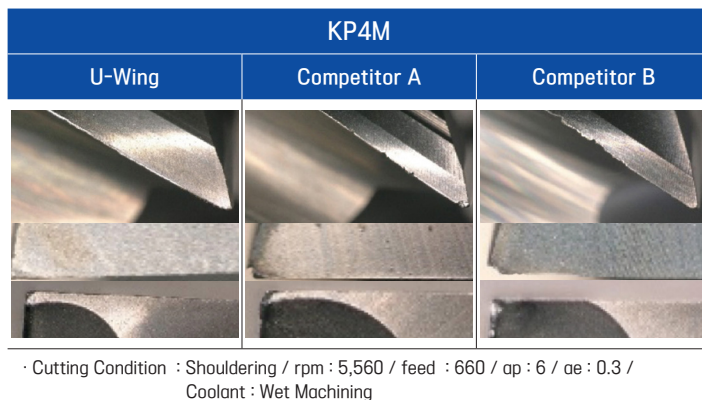 KP4M
U-Wing
Competitor A
Competitor B
· Cutting Condition : Shouldering / rpm : 5,560 / feed : 660 / ap : 6 / ae : 0.3 /
Coolant : Wet Machining